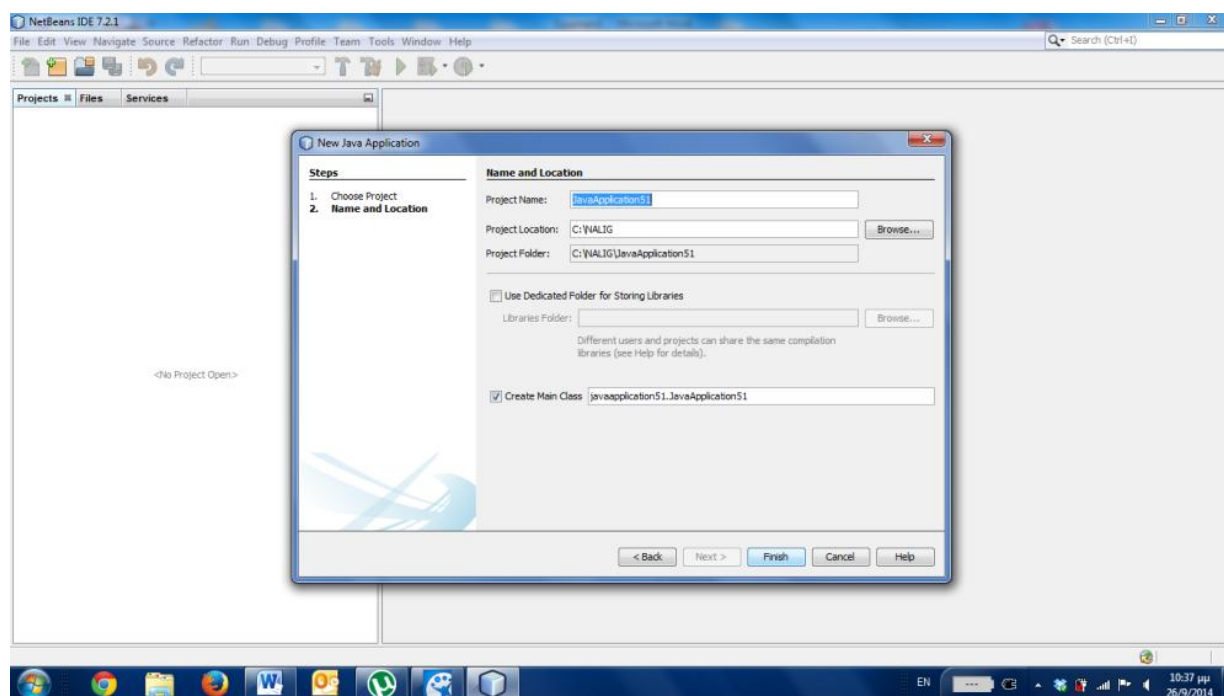 NetBeans IDE 7.2.1
File Edit View Navigate Source Refactor Run Debug Profile Team Tools Window Help
Search (Ctrl+I)
Projects Files Services
<No Project Open>
New Java Application
Steps
1. Choose Project
2. Name and Location
Name and Location
Project Name: JavaApplication51
Project Location: C:\NALIG Browse...
Project Folder: C:\NALIG\JavaApplication51
Use Dedicated Folder for Storing Libraries
Libraries Folder: Browse...
Different users and projects can share the same compilation
libraries (see Help for details).
Create Main Class javaapplication51.JavaApplication51
< Back Next > Finish Cancel Help
EN
10:37 μμ
26/9/2014